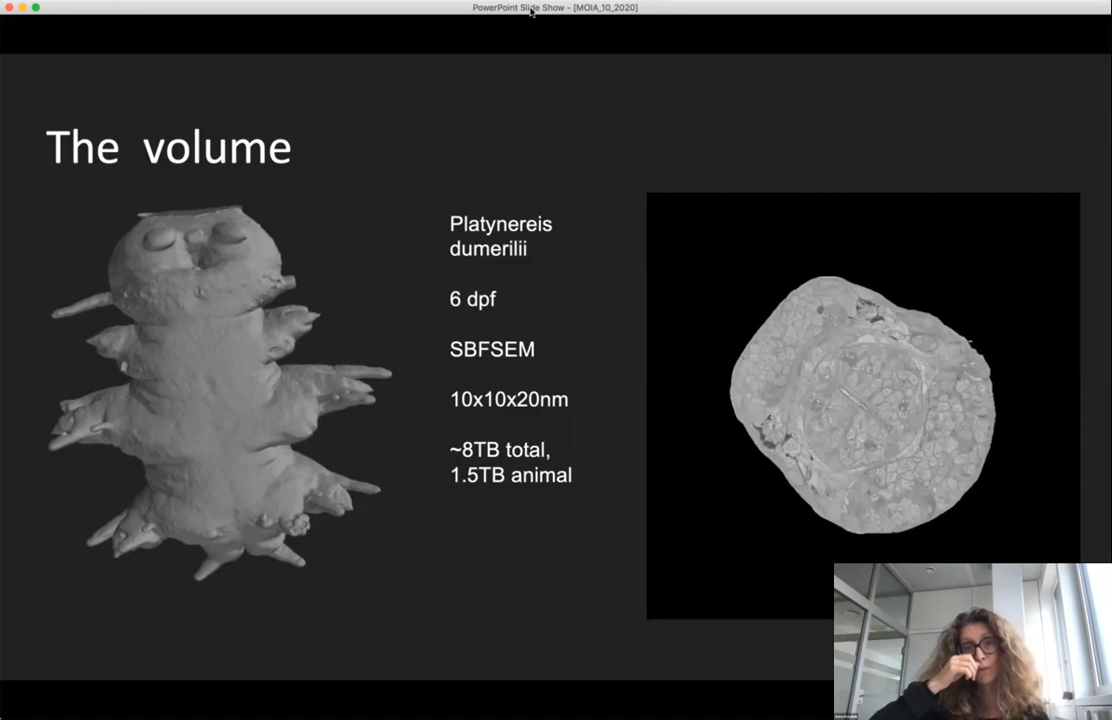 PowerPoint Slide Show - [MOIA_10_2020]
The volume
Platynereis
dumerilii
6 dpf
SBFSEM
10x10x20nm
~8TB total,
1.5TB animal